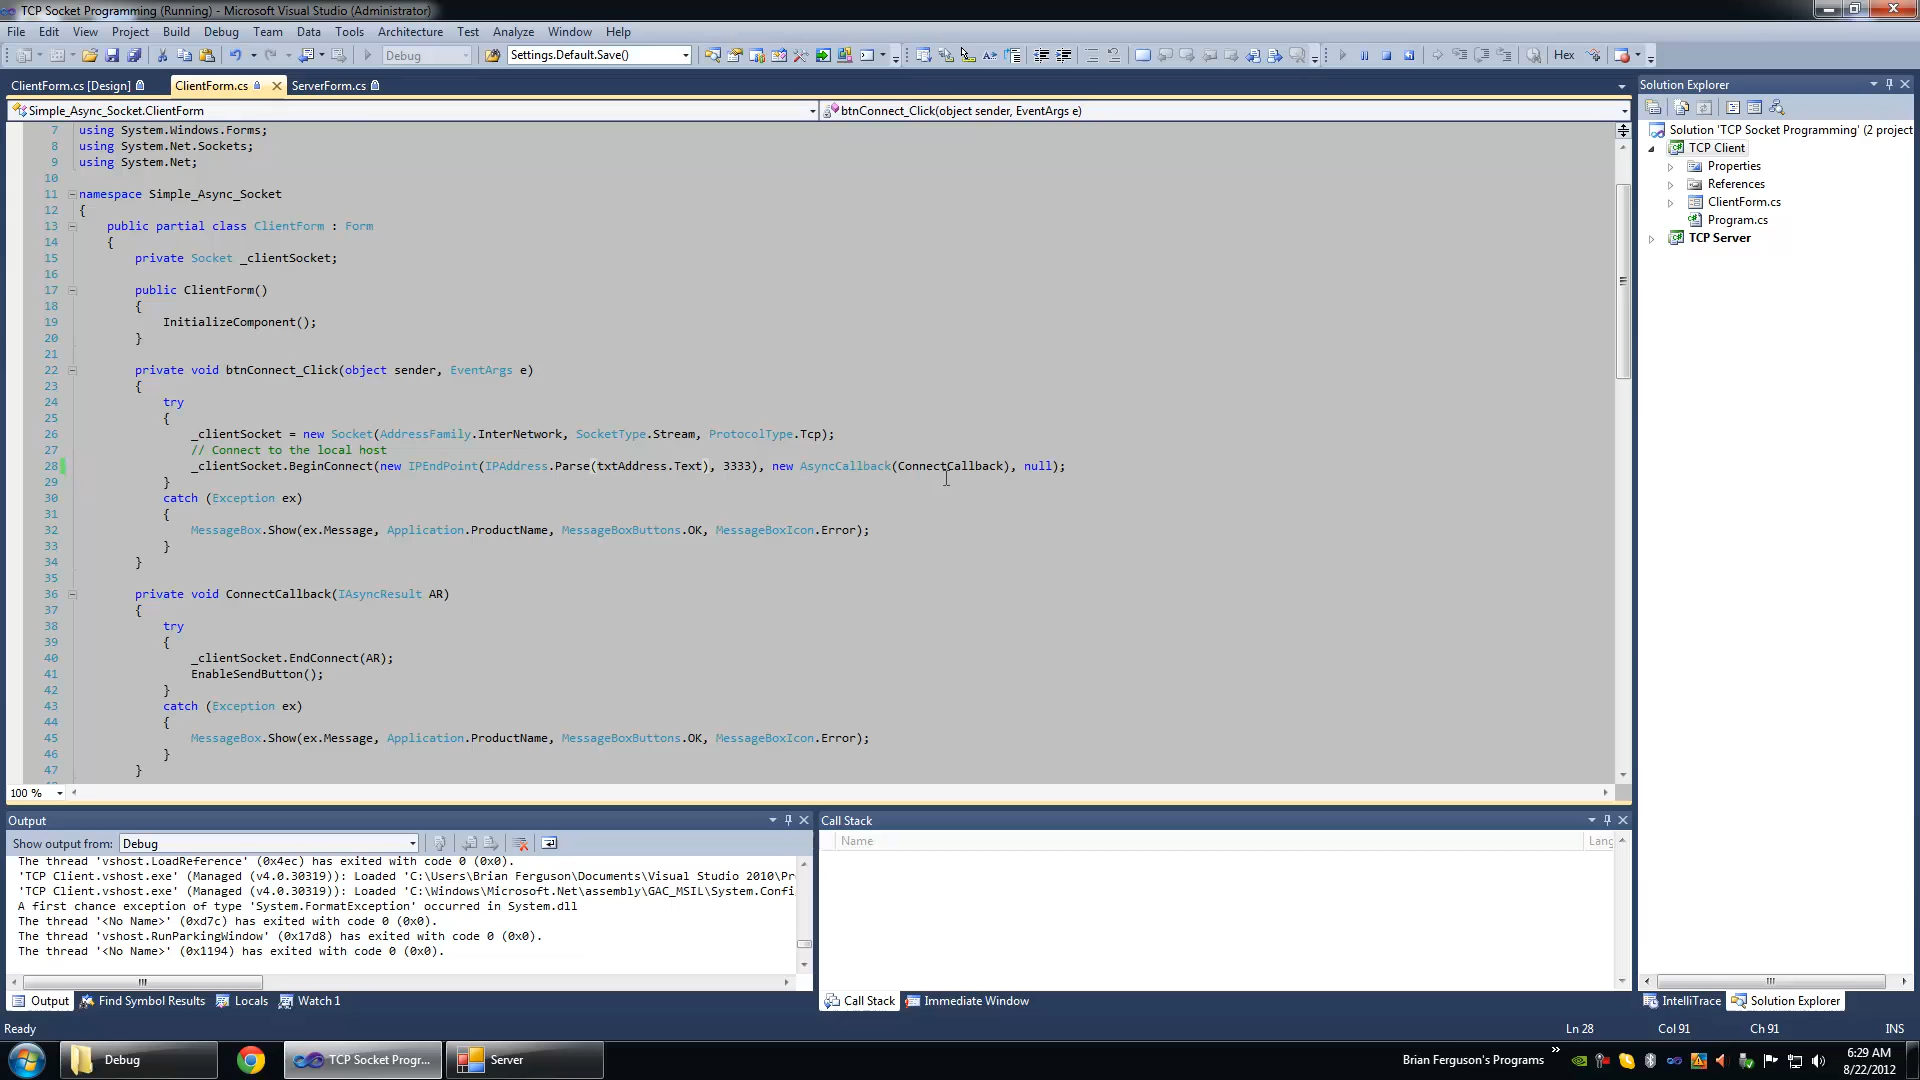 TCP Socket Programming (Running) - Microsoft Visual Studio (Administrator)
File Edit View Project Build Debug Team Data Tools Architecture Test Analyze Window Help
Debug Settings.Default.Save() Hex
ClientForm.cs [Design] ClientForm.cs ServerForm.cs
Simple_Async_Socket.ClientForm btnConnect_Click(object sender, EventArgs e)
7 using System.Windows.Forms;
8 using System.Net.Sockets;
9 using System.Net;
10
11 namespace Simple_Async_Socket
12 {
13 public partial class ClientForm : Form
14 {
15 private Socket _clientSocket;
16
17 public ClientForm()
18 {
19 InitializeComponent();
20 }
21
22 private void btnConnect_Click(object sender, EventArgs e)
23 {
24 try
25 {
26 _clientSocket = new Socket(AddressFamily.InterNetwork, SocketType.Stream, ProtocolType.Tcp);
27 // Connect to the local host
28 _clientSocket.BeginConnect(new IPEndPoint(IPAddress.Parse(txtAddress.Text), 3333), new AsyncCallback(ConnectCallback), null);
29 }
30 catch (Exception ex)
31 {
32 MessageBox.Show(ex.Message, Application.ProductName, MessageBoxButtons.OK, MessageBoxIcon.Error);
33 }
34 }
35
36 private void ConnectCallback(IAsyncResult AR)
37 {
38 try
39 {
40 _clientSocket.EndConnect(AR);
41 EnableSendButton();
42 }
43 catch (Exception ex)
44 {
45 MessageBox.Show(ex.Message, Application.ProductName, MessageBoxButtons.OK, MessageBoxIcon.Error);
46 }
47 }
100 %
Solution Explorer
Solution 'TCP Socket Programming' (2 project
TCP Client
Properties
References
ClientForm.cs
Program.cs
TCP Server
Output
Show output from: Debug
The thread 'vshost.LoadReference' (0x4ec) has exited with code 0 (0x0).
'TCP Client.vshost.exe' (Managed (v4.0.30319)): Loaded 'C:\Users\Brian Ferguson\Documents\Visual Studio 2010\Pr
'TCP Client.vshost.exe' (Managed (v4.0.30319)): Loaded 'C:\Windows\Microsoft.Net\assembly\GAC_MSIL\System.Confi
A first chance exception of type 'System.FormatException' occurred in System.dll
The thread '<No Name>' (0xd7c) has exited with code 0 (0x0).
The thread 'vshost.RunParkingWindow' (0x17d8) has exited with code 0 (0x0).
The thread '<No Name>' (0x1194) has exited with code 0 (0x0).
Call Stack
Name Lang
Output Find Symbol Results Locals Watch 1
Call Stack Immediate Window
IntelliTrace Solution Explorer
Ready Ln 28 Col 91 Ch 91 INS
Debug TCP Socket Progr... Server Brian Ferguson's Programs
6:29 AM
8/22/2012